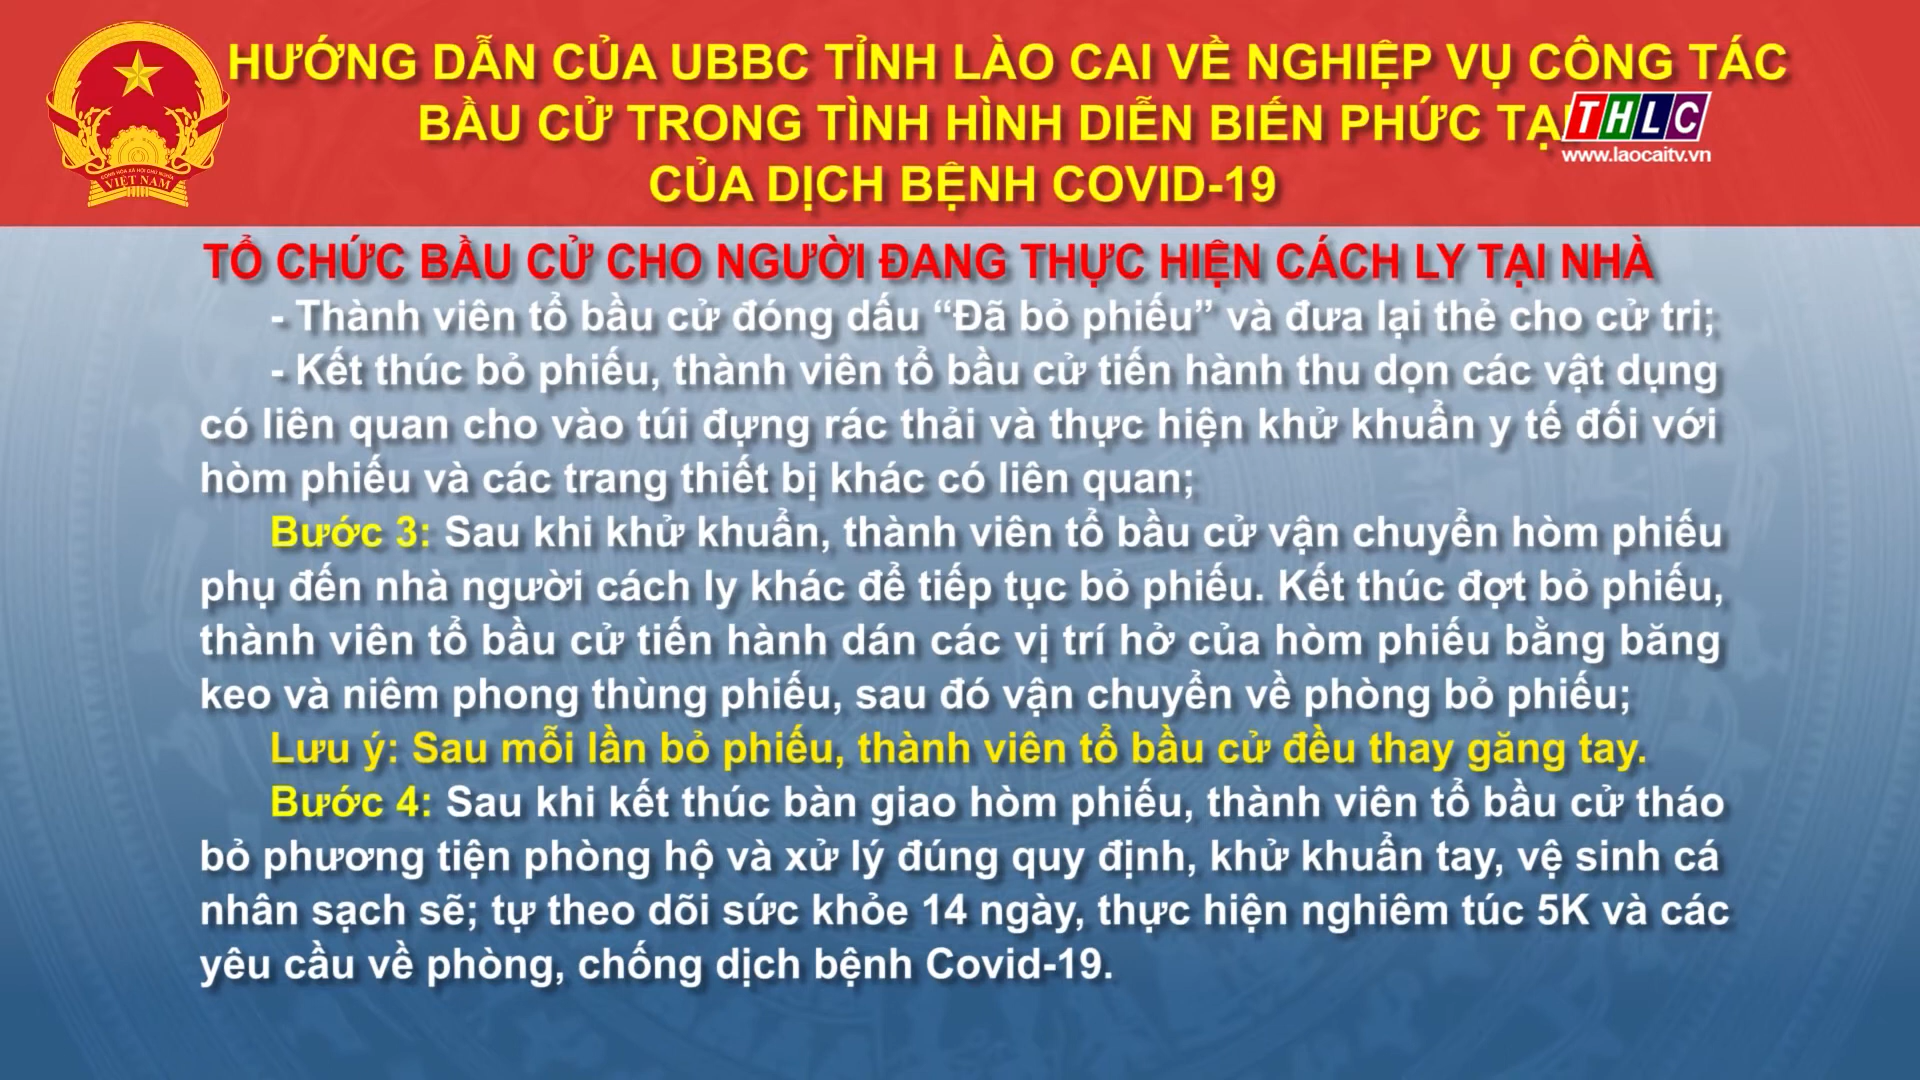 HƯỚNG DẪN CỦA UBBC TỈNH LÀO CAI VỀ NGHIỆP VỤ CÔNG TÁC
BẦU CỬ TRONG TÌNH HÌNH DIỄN BIẾN PHỨC TẠ
THLC
www.laocaitv.vn
CỦA DỊCH BỆNH COVID-19
CỘNG HÒA XÃ HỘI CHỦ NGHĨA
VIỆT NAM
TỔ CHỨC BẦU CỬ CHO NGƯỜI ĐANG THỰC HIỆN CÁCH LY TẠI NHÀ
- Thành viên tổ bầu cử đóng dấu “Đã bỏ phiếu” và đưa lại thẻ cho cử tri;
- Kết thúc bỏ phiếu, thành viên tổ bầu cử tiến hành thu dọn các vật dụng
có liên quan cho vào túi đựng rác thải và thực hiện khử khuẩn y tế đối với
hòm phiếu và các trang thiết bị khác có liên quan;
Bước 3: Sau khi khử khuẩn, thành viên tổ bầu cử vận chuyển hòm phiếu
phụ đến nhà người cách ly khác để tiếp tục bỏ phiếu. Kết thúc đợt bỏ phiếu,
thành viên tổ bầu cử tiến hành dán các vị trí hở của hòm phiếu bằng băng
keo và niêm phong thùng phiếu, sau đó vận chuyển về phòng bỏ phiếu;
Lưu ý: Sau mỗi lần bỏ phiếu, thành viên tổ bầu cử đều thay găng tay.
Bước 4: Sau khi kết thúc bàn giao hòm phiếu, thành viên tổ bầu cử tháo
bỏ phương tiện phòng hộ và xử lý đúng quy định, khử khuẩn tay, vệ sinh cá
nhân sạch sẽ; tự theo dõi sức khỏe 14 ngày, thực hiện nghiêm túc 5K và các
yêu cầu về phòng, chống dịch bệnh Covid-19.